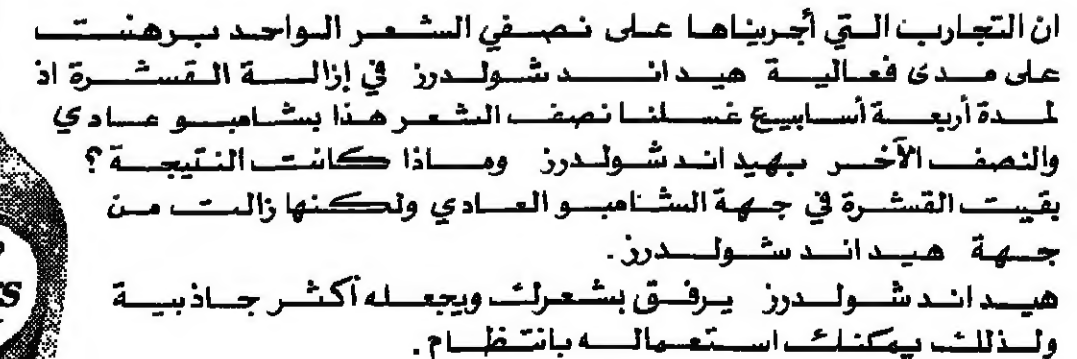 ان التجارب التي أجريناها على نصفي الشعر الواحد برهنت
على مدى فعالية هيد اند شولدرز في إزالة القشرة اذ
لمدة أربعة أسابيع غسلنا نصف الشعر هذا بشامبو عادي
والنصف الآخر بهيد اند شولدرز وماذا كانت النتيجة؟
بقيت القشرة في جهة الشامبو العادي ولكنها زالت من
جهة هيد اند شولدرز.
هيد اند شولدرز يرفق بشعرك ويجعله أكثر جاذبية
ولذلك يمكنك استعماله بانتظام.